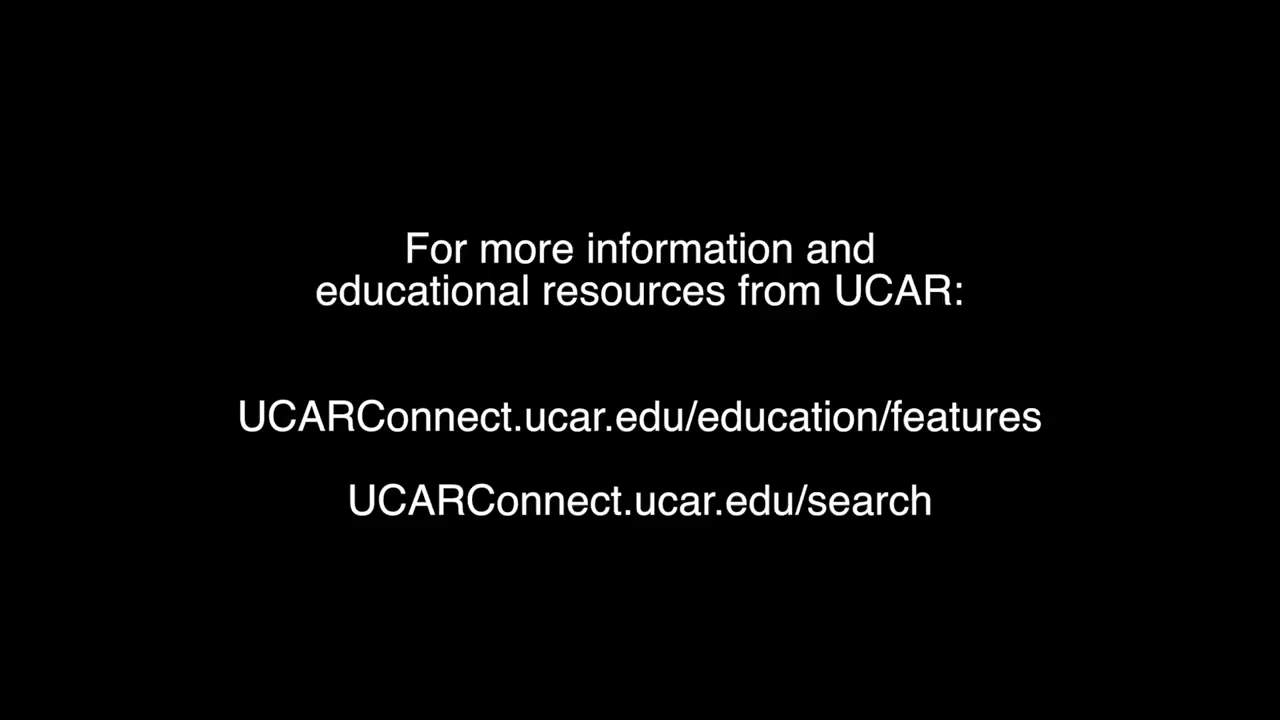 For more information and
educational resources from UCAR:
UCARConnect.ucar.edu/education/features
UCARConnect.ucar.edu/search